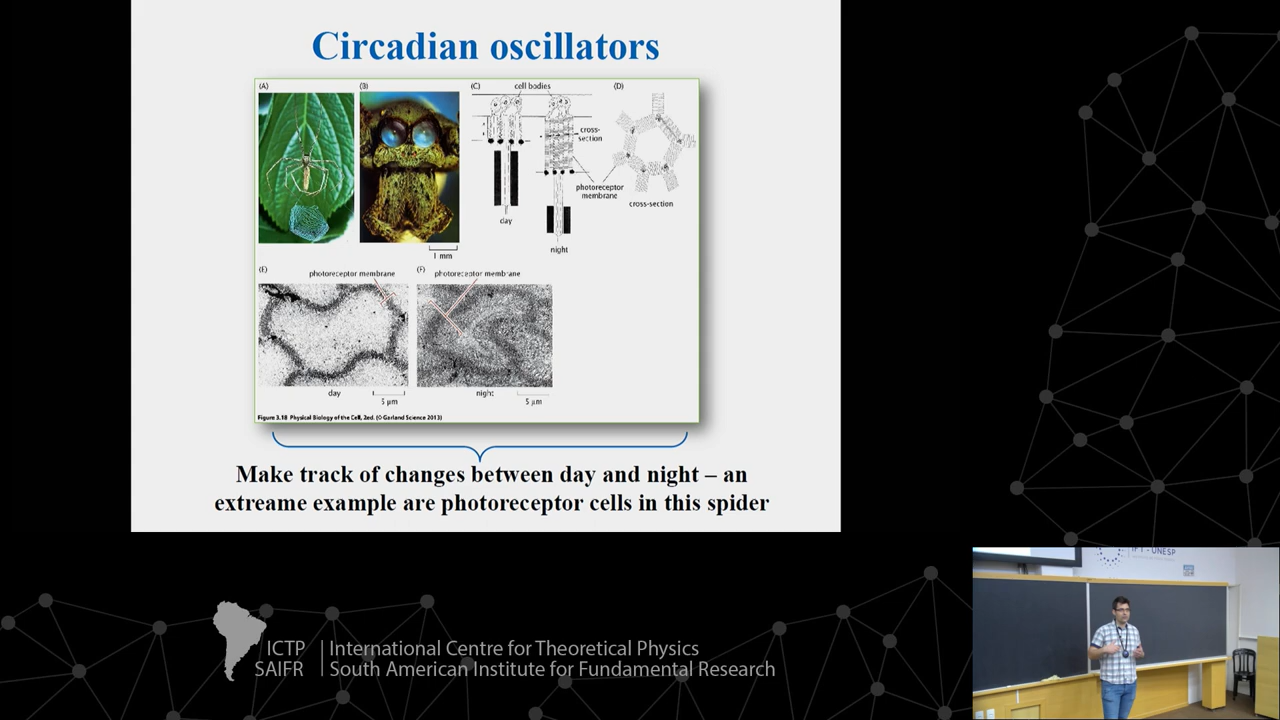 Circadian oscillators
(A)
(B)
(C)
cell bodies
(D)
cross-
section
photoreceptor
membrane
cross-section
day
night
1 mm
(E)
photoreceptor membrane
(F)
photoreceptor membrane
day
5 µm
night
5 µm
Figure 3.18 Physical Biology of the Cell, 2ed. (© Garland Science 2013)
Make track of changes between day and night – an
extreame example are photoreceptor cells in this spider
IFT - UNESP
ICTP
SAIFR
International Centre for Theoretical Physics
South American Institute for Fundamental Research